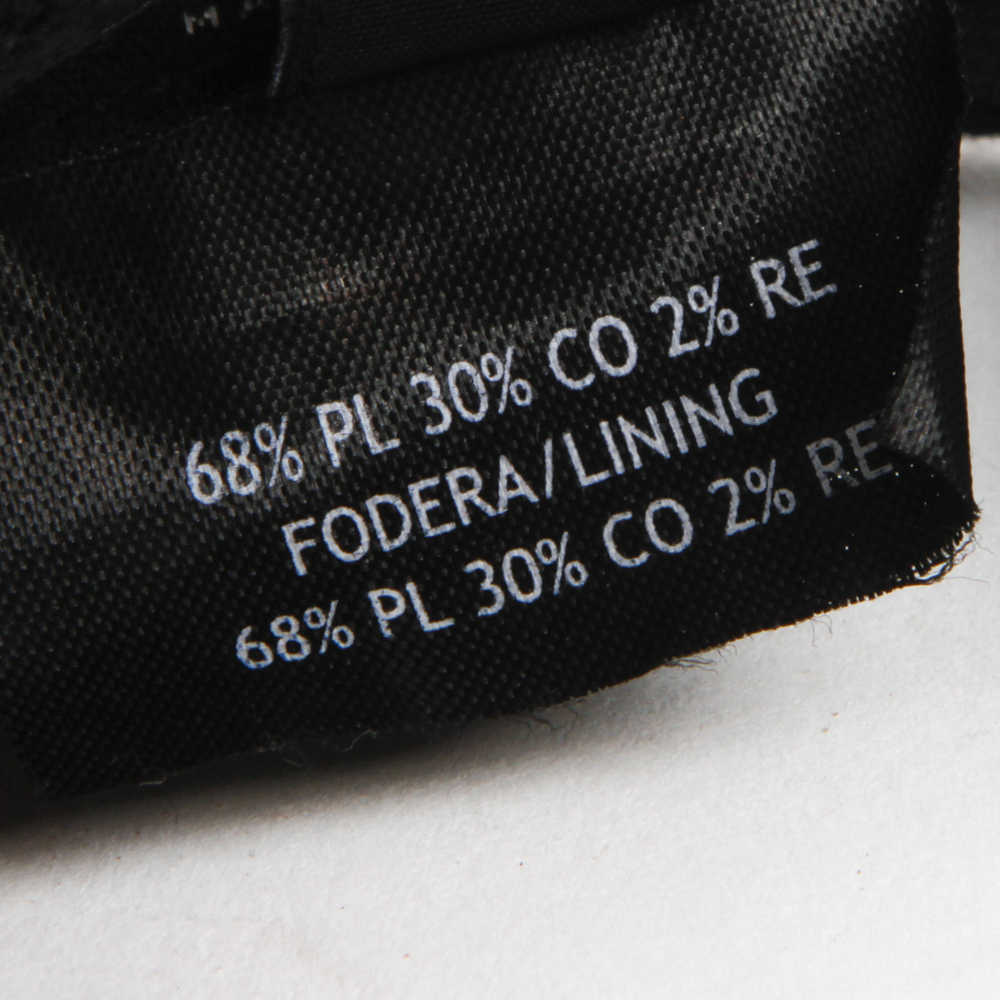 68% PL 30% CO 2% RE
FODERA/LINING
68% PL 30% CO 2% RE